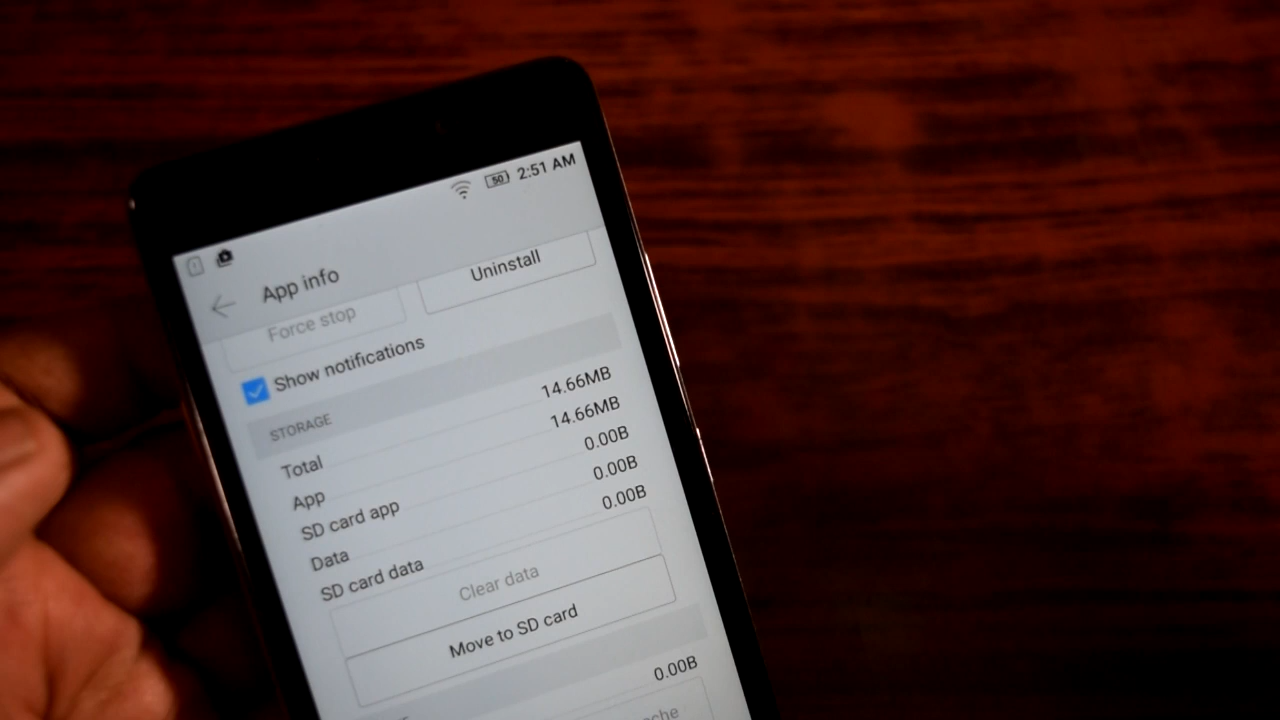 50 2:51 AM
App info
Force stop Uninstall
Show notifications
STORAGE
Total 14.66MB
App 14.66MB
SD card app 0.00B
Data 0.00B
SD card data 0.00B
Clear data
Move to SD card
0.00B